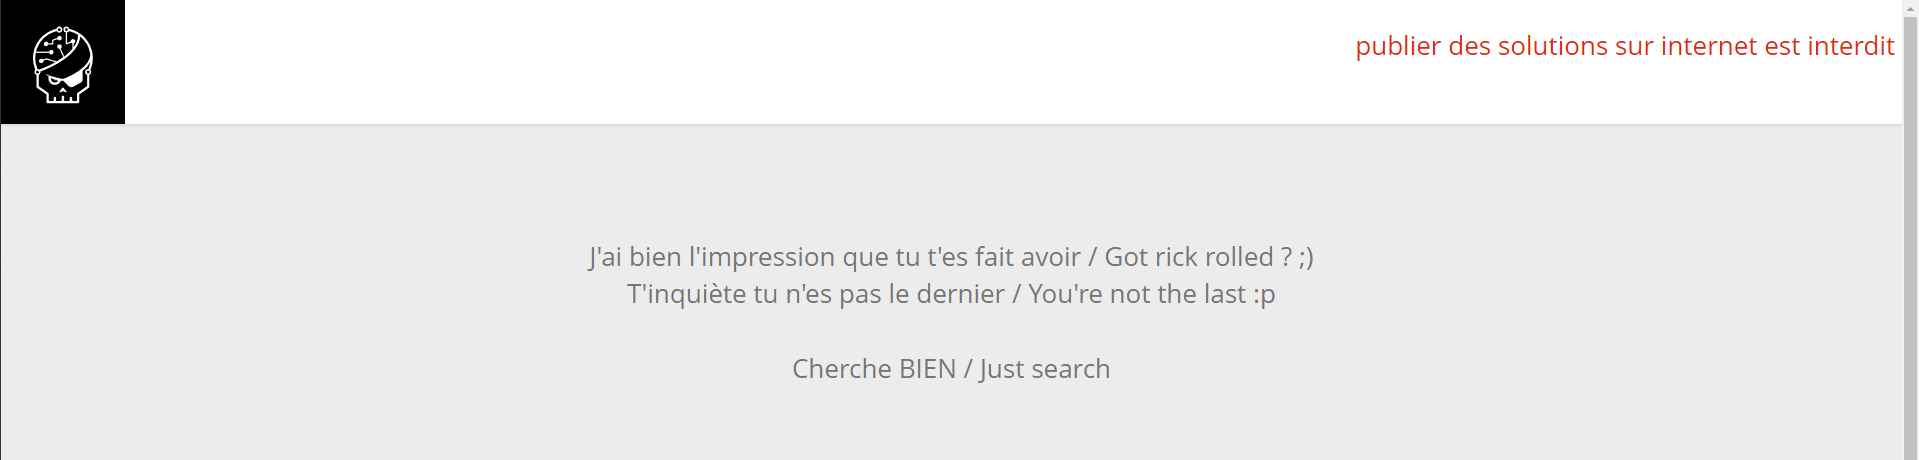 publier des solutions sur internet est interdit
J'ai bien l'impression que tu t'es fait avoir / Got rick rolled ? ;)
T'inquiète tu n'es pas le dernier / You're not the last :p
Cherche BIEN / Just search